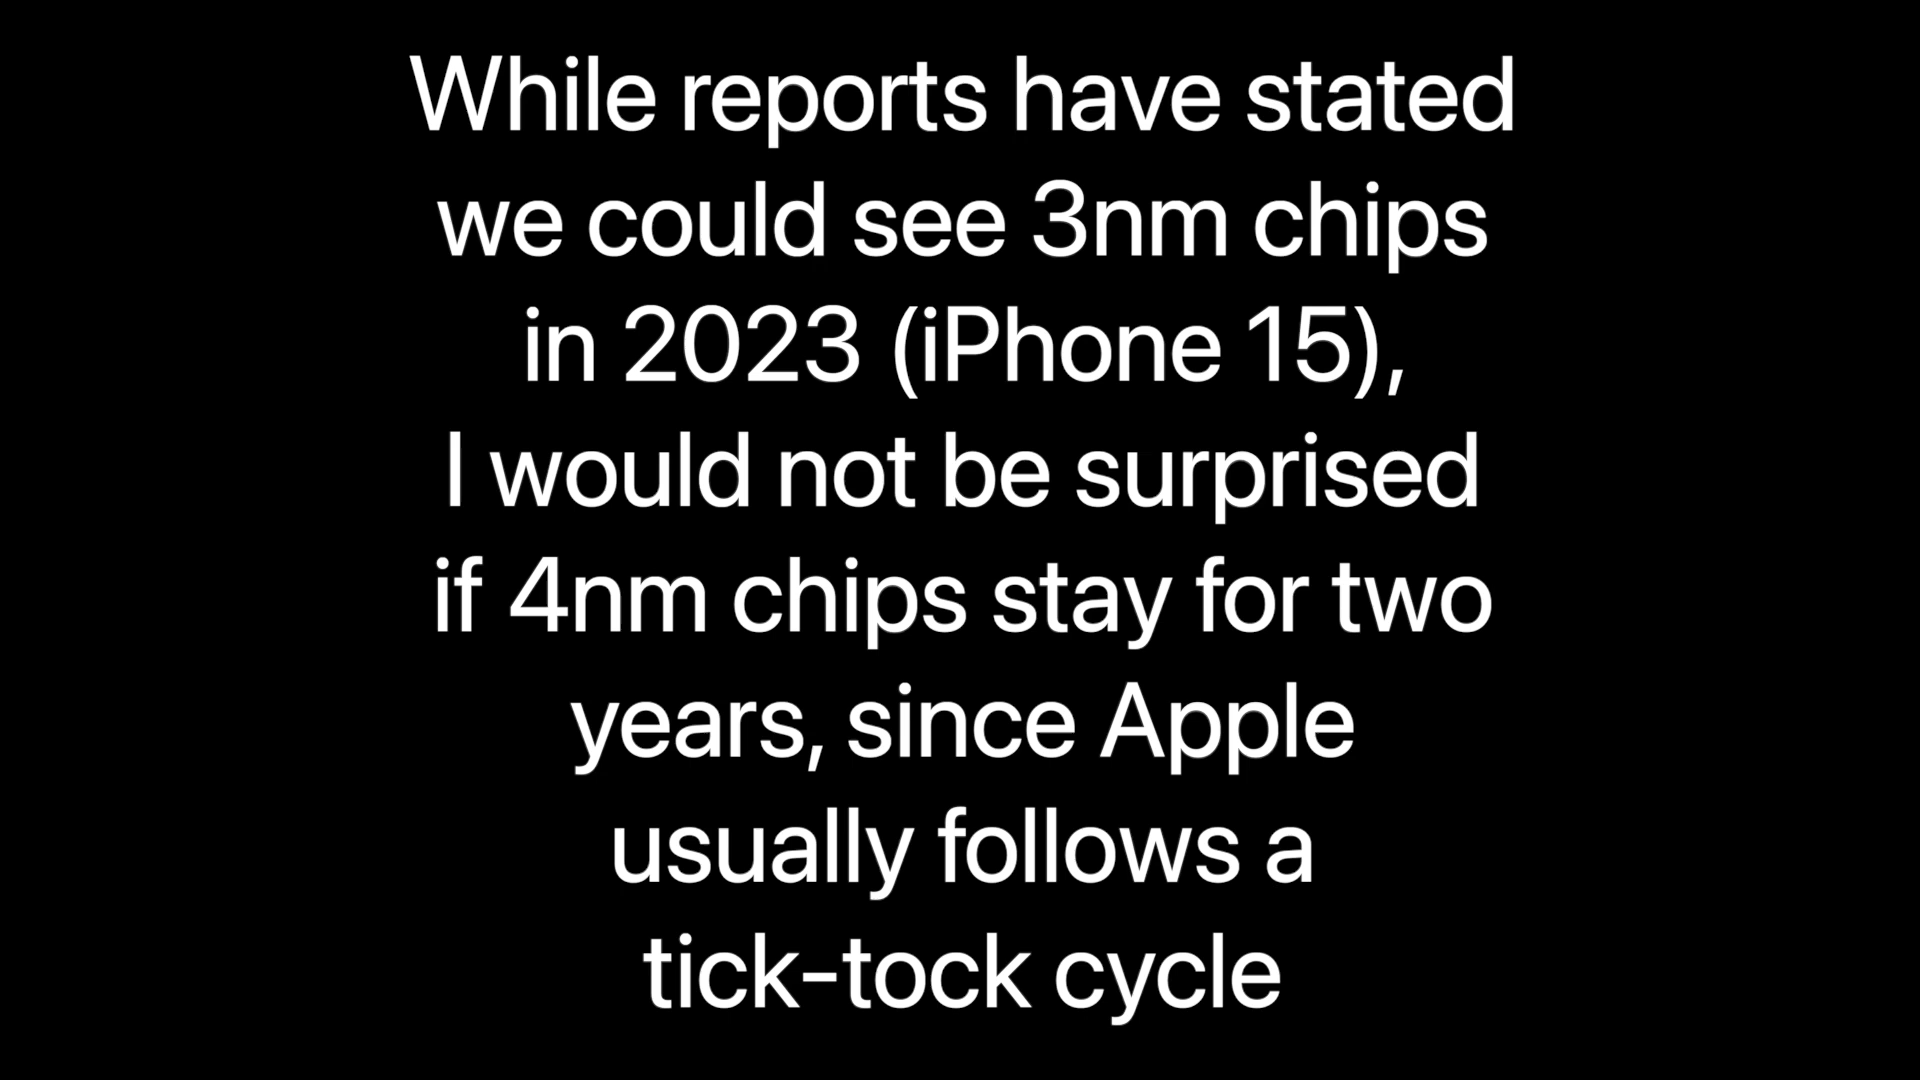 While reports have stated
we could see 3nm chips
in 2023 (iPhone 15),
I would not be surprised
if 4nm chips stay for two
years, since Apple
usually follows a
tick-tock cycle